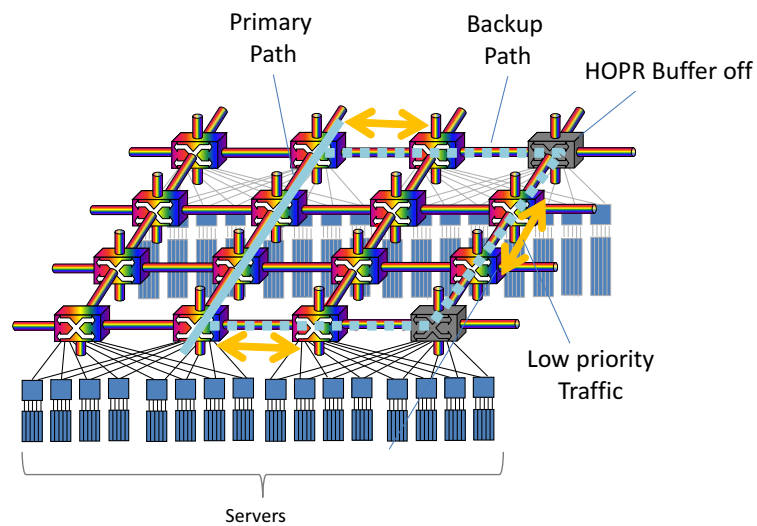 Primary
Path
Backup
Path
HOPR Buffer off
Low priority
Traffic
Servers